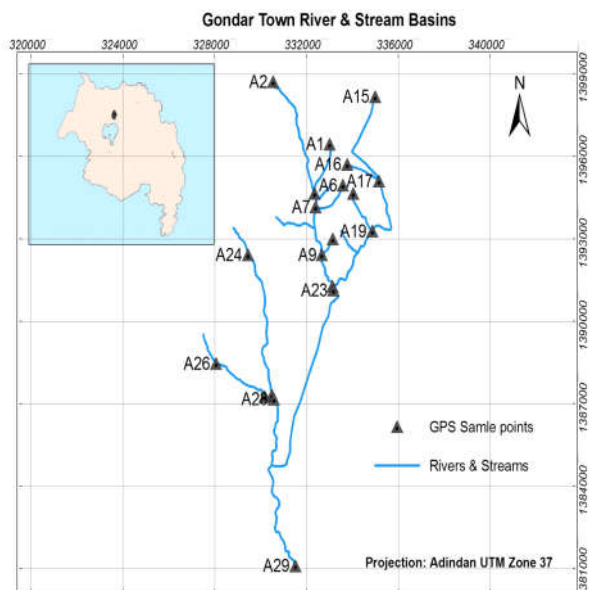 Gondar Town River & Stream Basins
320000 324000 328000 332000 336000 340000
1399000
1396000
1393000
1390000
1387000
1384000
1381000
N
A2
A15
A1
A16
A6
A17
A7
A19
A24
A9
A23
A26
A28
A29
GPS Samle points
Rivers & Streams
Projection: Adindan UTM Zone 37